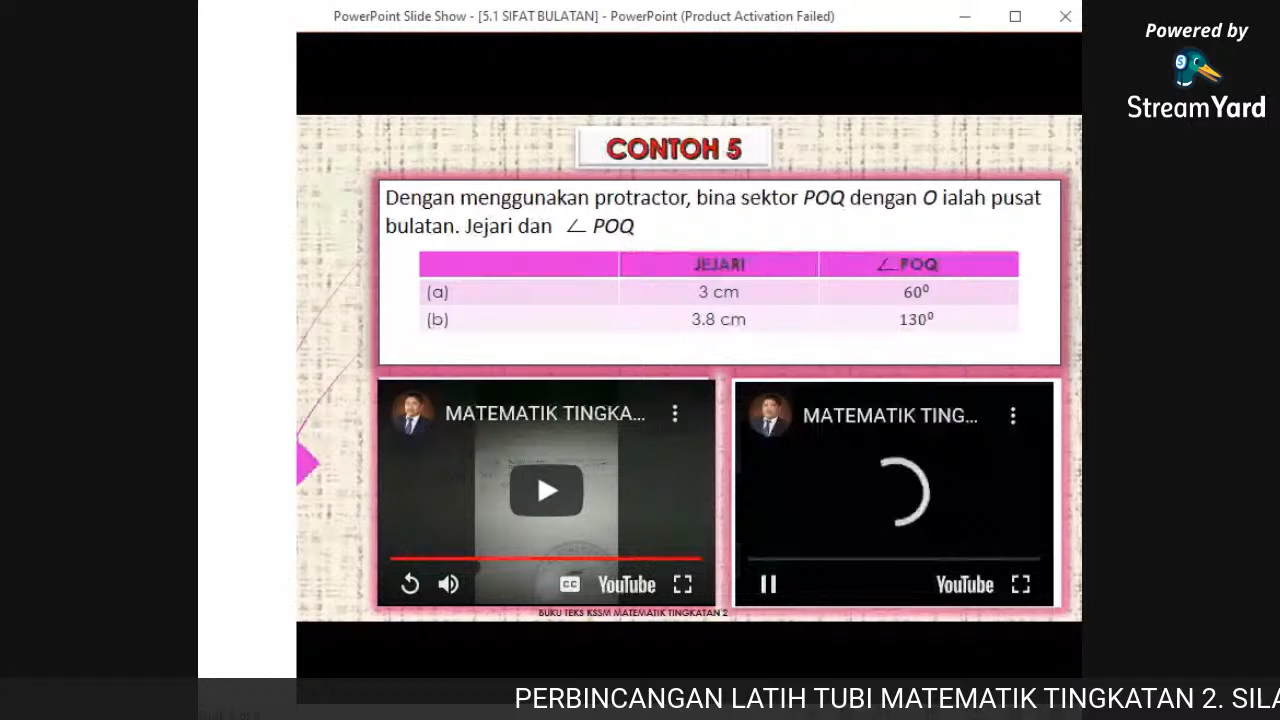 PowerPoint Slide Show - [5.1 SIFAT BULATAN] - PowerPoint (Product Activation Failed)
Powered by
StreamYard
CONTOH 5
Dengan menggunakan protractor, bina sektor POQ dengan O ialah pusat
bulatan. Jejari dan ∠ POQ
JEJARI ∠POQ
(a) 3 cm 60⁰
(b) 3.8 cm 130⁰
MATEMATIK TINGKA...
MATEMATIK TING...
CC YouTube
YouTube
BUKU TEKS KSSM MATEMATIK TINGKATAN 2
PERBINCANGAN LATIH TUBI MATEMATIK TINGKATAN 2. SILA